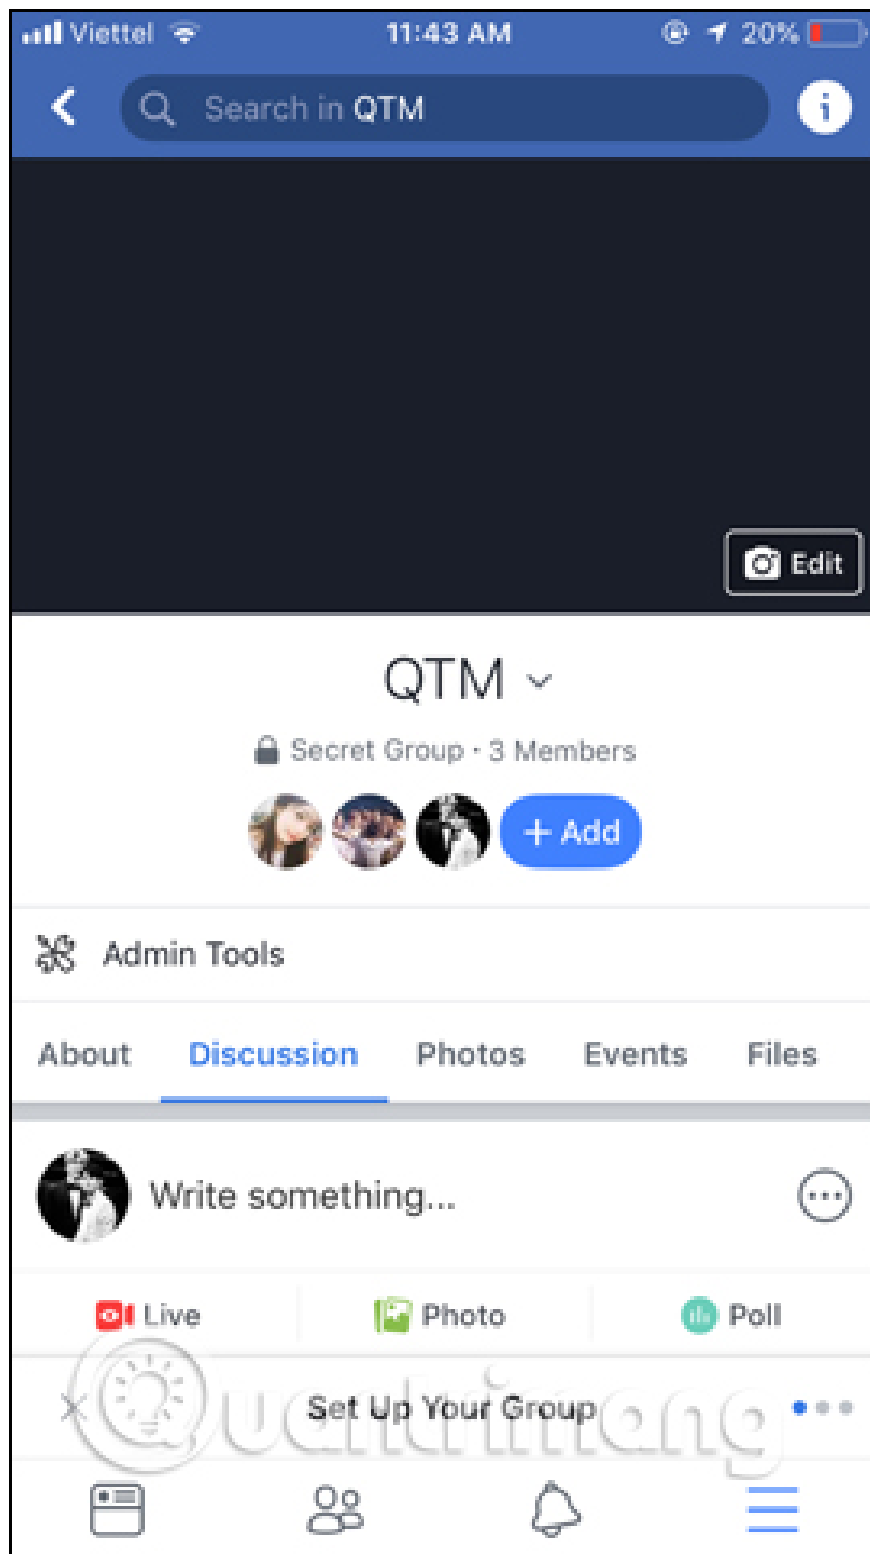 Viettel 11:43 AM 20%
Search in QTM
Edit
QTM
Secret Group · 3 Members
+ Add
Admin Tools
About Discussion Photos Events Files
Write something...
Live Photo Poll
Set Up Your Group
Quantrimang